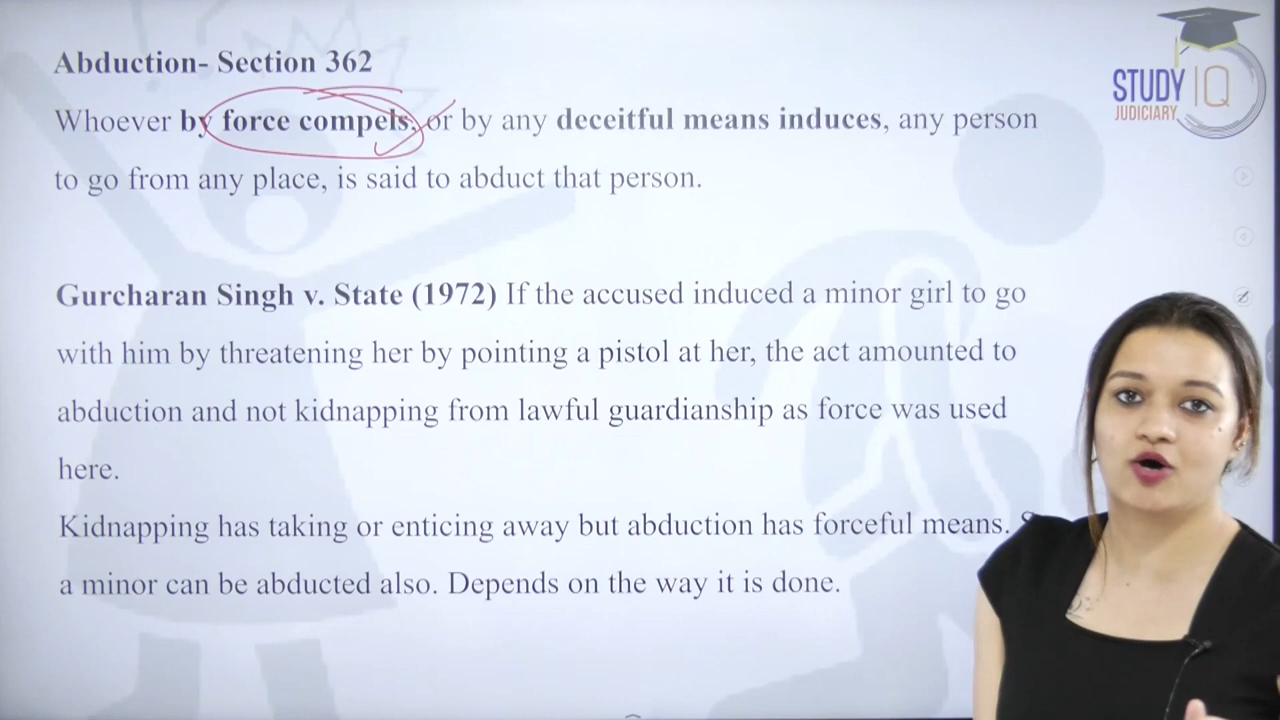 Abduction- Section 362
Whoever by force compels, or by any deceitful means induces, any person
to go from any place, is said to abduct that person.
Gurcharan Singh v. State (1972) If the accused induced a minor girl to go
with him by threatening her by pointing a pistol at her, the act amounted to
abduction and not kidnapping from lawful guardianship as force was used
here.
Kidnapping has taking or enticing away but abduction has forceful means.
a minor can be abducted also. Depends on the way it is done.
STUDY IQ
JUDICIARY